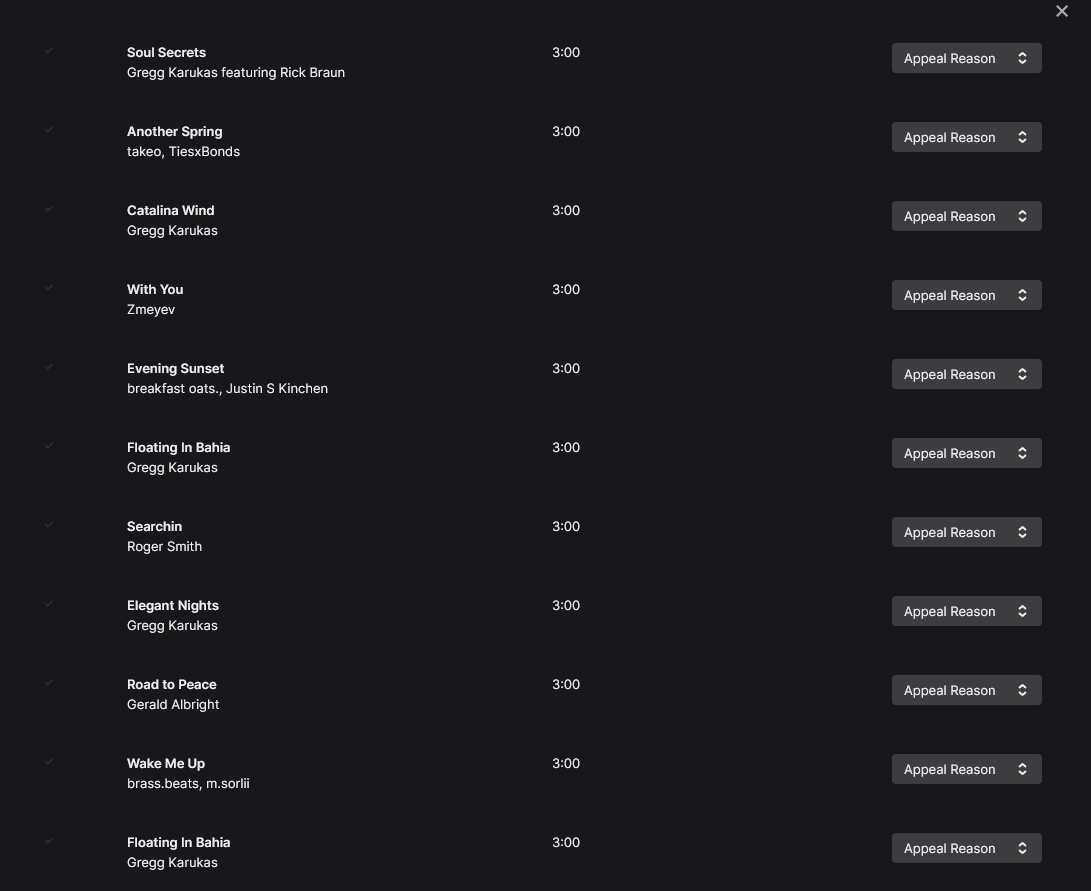 Soul Secrets 3:00 Appeal Reason
Gregg Karukas featuring Rick Braun
Another Spring 3:00 Appeal Reason
takeo, TiesxBonds
Catalina Wind 3:00 Appeal Reason
Gregg Karukas
With You 3:00 Appeal Reason
Zmeyev
Evening Sunset 3:00 Appeal Reason
breakfast oats., Justin S Kinchen
Floating In Bahia 3:00 Appeal Reason
Gregg Karukas
Searchin 3:00 Appeal Reason
Roger Smith
Elegant Nights 3:00 Appeal Reason
Gregg Karukas
Road to Peace 3:00 Appeal Reason
Gerald Albright
Wake Me Up 3:00 Appeal Reason
brass.beats, m.sorlii
Floating In Bahia 3:00 Appeal Reason
Gregg Karukas